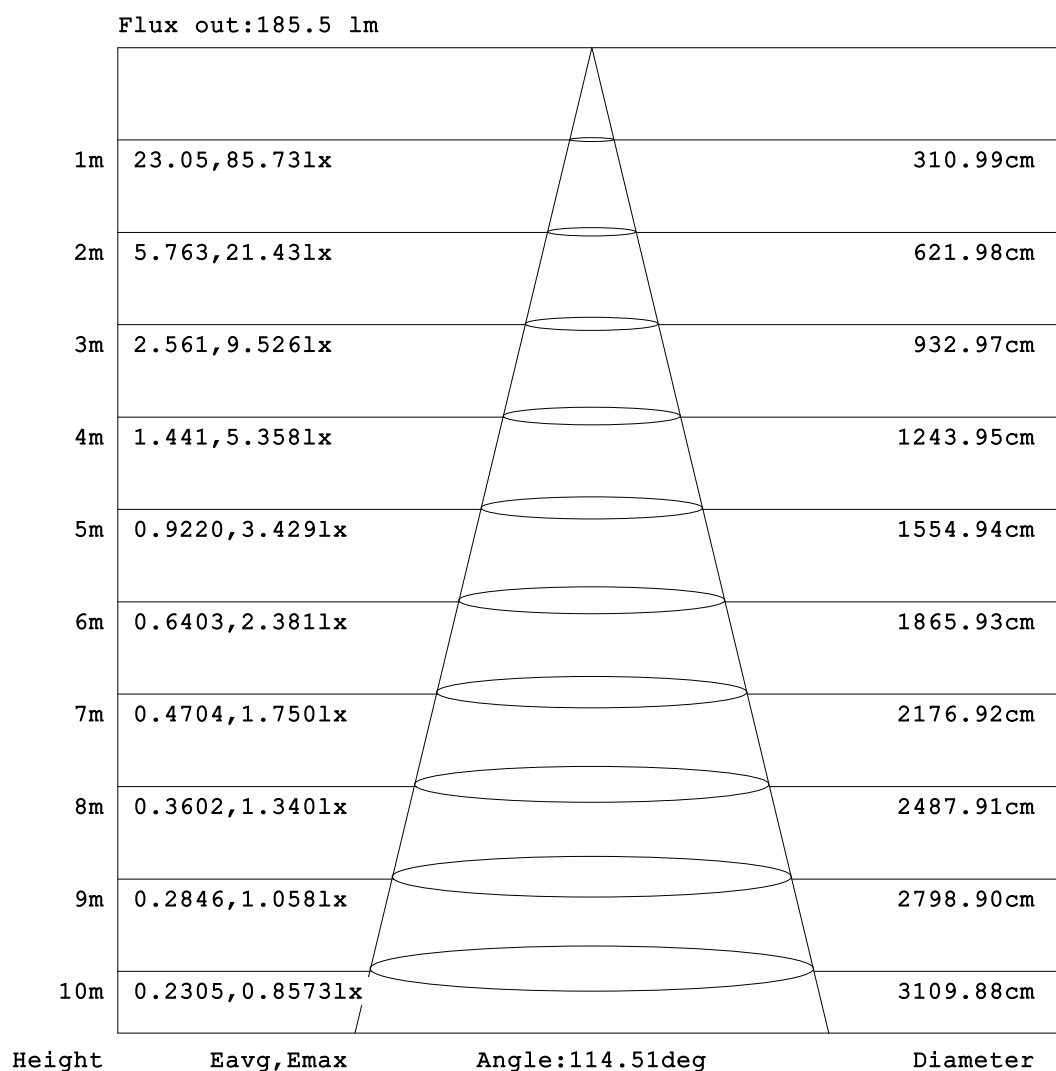 Flux out:185.5 lm
1m 23.05,85.73lx 310.99cm
2m 5.763,21.43lx 621.98cm
3m 2.561,9.526lx 932.97cm
4m 1.441,5.358lx 1243.95cm
5m 0.9220,3.429lx 1554.94cm
6m 0.6403,2.381lx 1865.93cm
7m 0.4704,1.750lx 2176.92cm
8m 0.3602,1.340lx 2487.91cm
9m 0.2846,1.058lx 2798.90cm
10m 0.2305,0.8573lx 3109.88cm
Height Eavg,Emax Angle:114.51deg Diameter